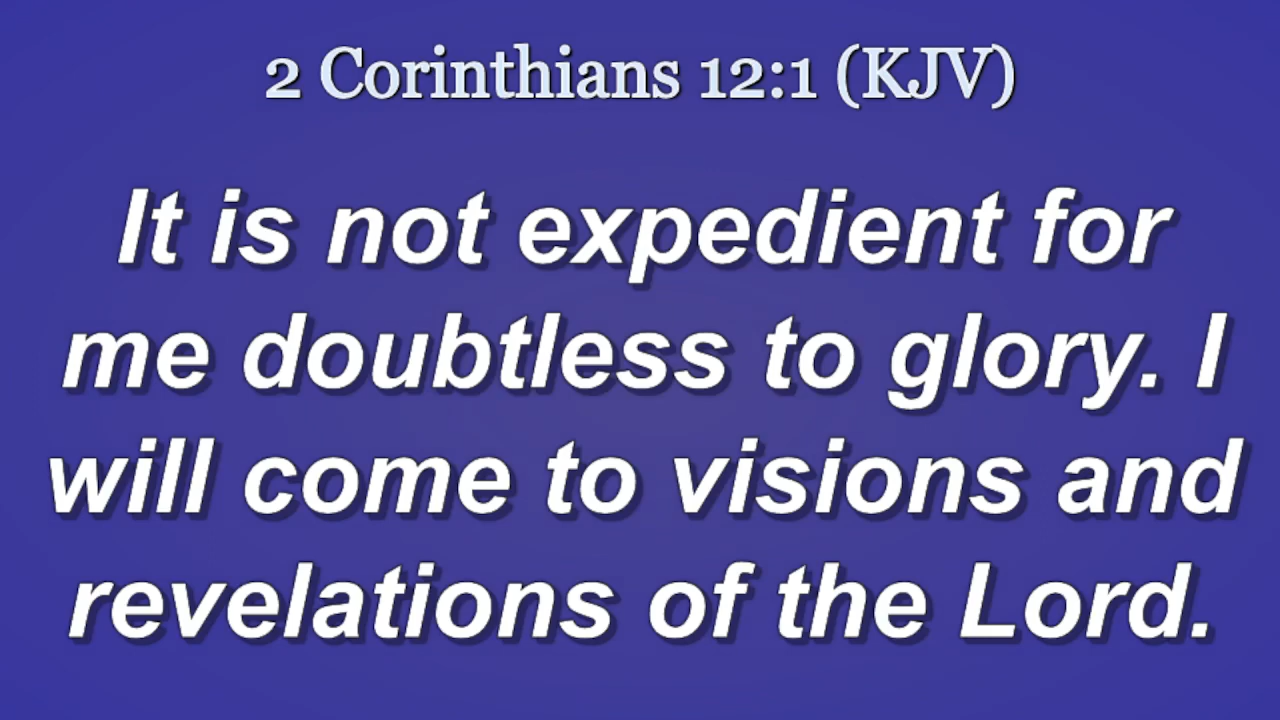 2 Corinthians 12:1 (KJV)
It is not expedient for
me doubtless to glory. I
will come to visions and
revelations of the Lord.